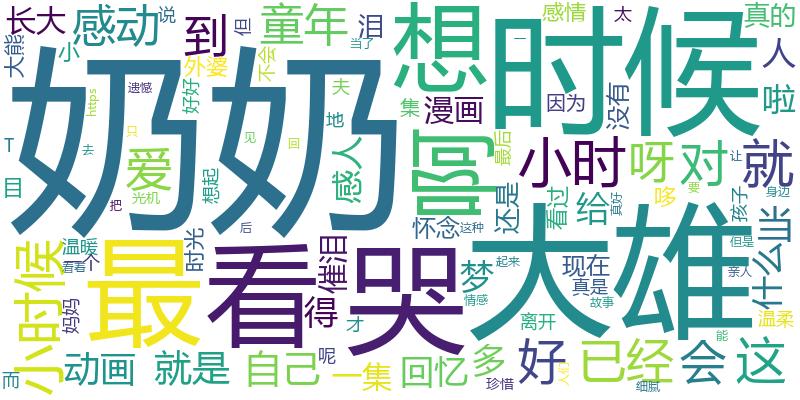 长大
感动
说
到
但
童年
泪
想
时候
感情
太
真的
大熊
小
当了
外婆
不会
一
人
奶奶
https
遗憾
好好
夫
集
漫画
因为
没有
啦
T
去
只
见
回
地
啊
最后
小时
呀
对
让
就
目
爱
光机
想起
感人
把
还是
看过
给
真好
哆
孩子
要
身边
当
小时候
温暖
一个
看着
时光
后
怀念
这种
大雄
最
看
催泪
哭
得
梦
起来
现在
真是
但是
亲人
什么
妈妈
情感
故事
温柔
才
离开
能
而
动画
就是
自己
呢
一集
回忆
多
珍惜
好
人们
已经
细腻
会
这